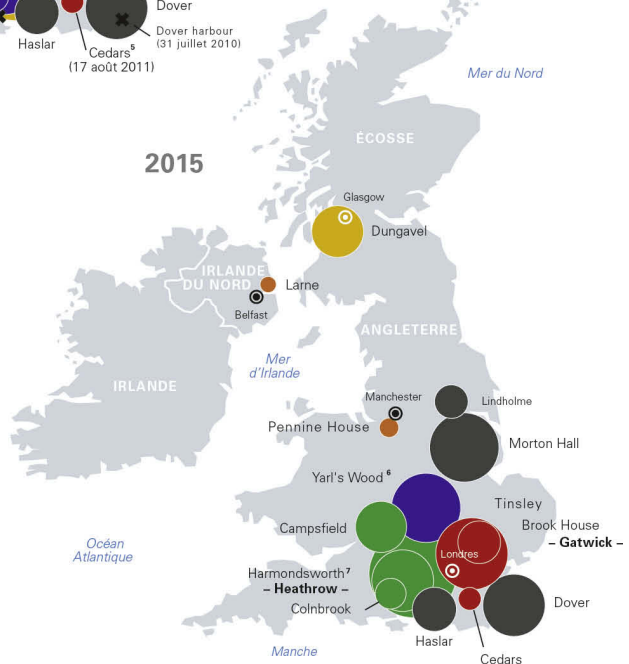 Dover
Haslar
Dover harbour
(31 juillet 2010)
Cedars⁵
(17 août 2011)
Mer du Nord
2015
ÉCOSSE
Glasgow
Dungavel
IRLANDE
DU NORD
Larne
Belfast
ANGLETERRE
Mer
d'Irlande
IRLANDE
Manchester
Lindholme
Pennine House
Morton Hall
Yarl's Wood ⁶
Tinsley
Campsfield
Brook House
– Gatwick –
Océan
Atlantique
Londres
Harmondsworth⁷
– Heathrow –
Colnbrook
Dover
Haslar
Manche
Cedars